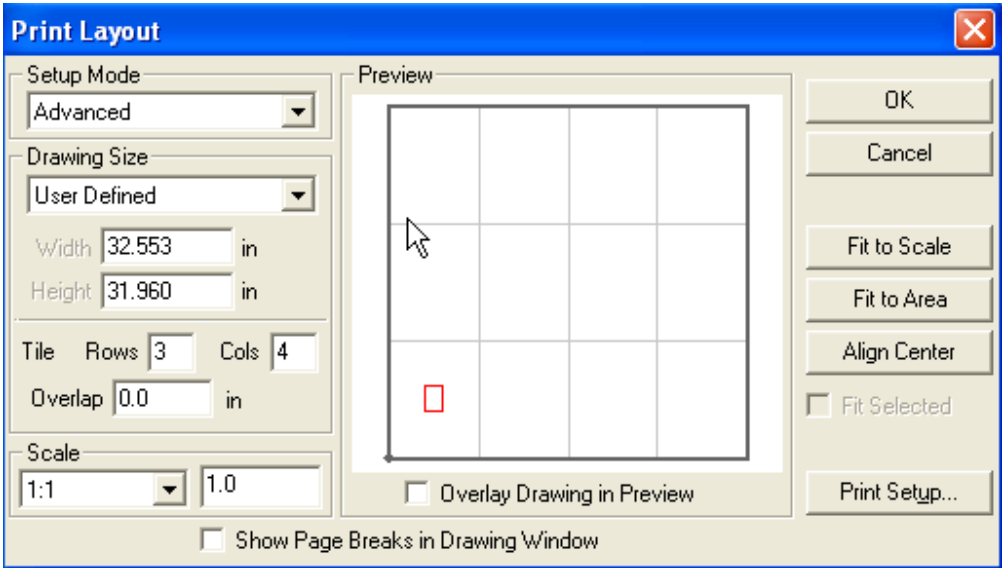 Print Layout
Setup Mode
Advanced
Drawing Size
User Defined
Width 32.553 in
Height 31.960 in
Tile Rows 3 Cols 4
Overlap 0.0 in
Scale
1:1 1.0
Preview
Overlay Drawing in Preview
Show Page Breaks in Drawing Window
OK
Cancel
Fit to Scale
Fit to Area
Align Center
Fit Selected
Print Setup...